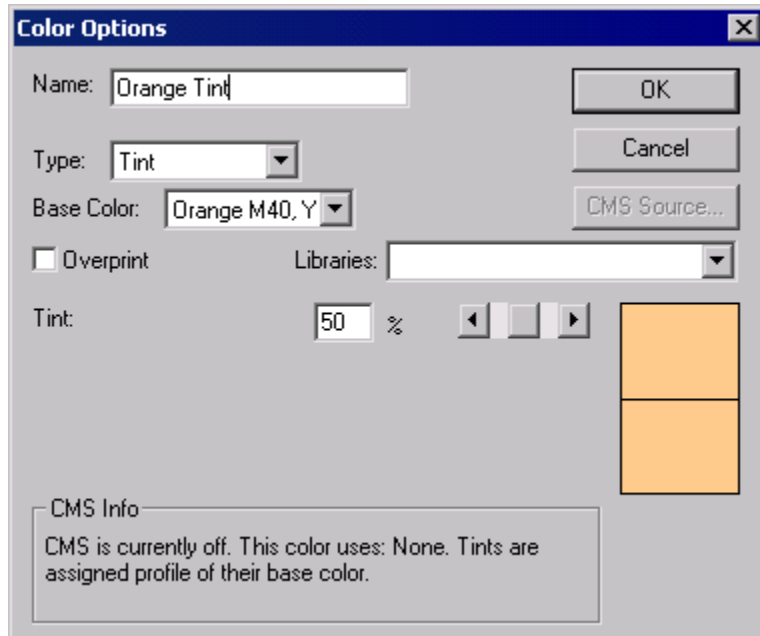 Color Options
Name: Orange Tint
OK
Type: Tint
Cancel
Base Color: Orange M40, Y
CMS Source...
Overprint
Libraries:
Tint: 50 %
CMS Info
CMS is currently off. This color uses: None. Tints are
assigned profile of their base color.